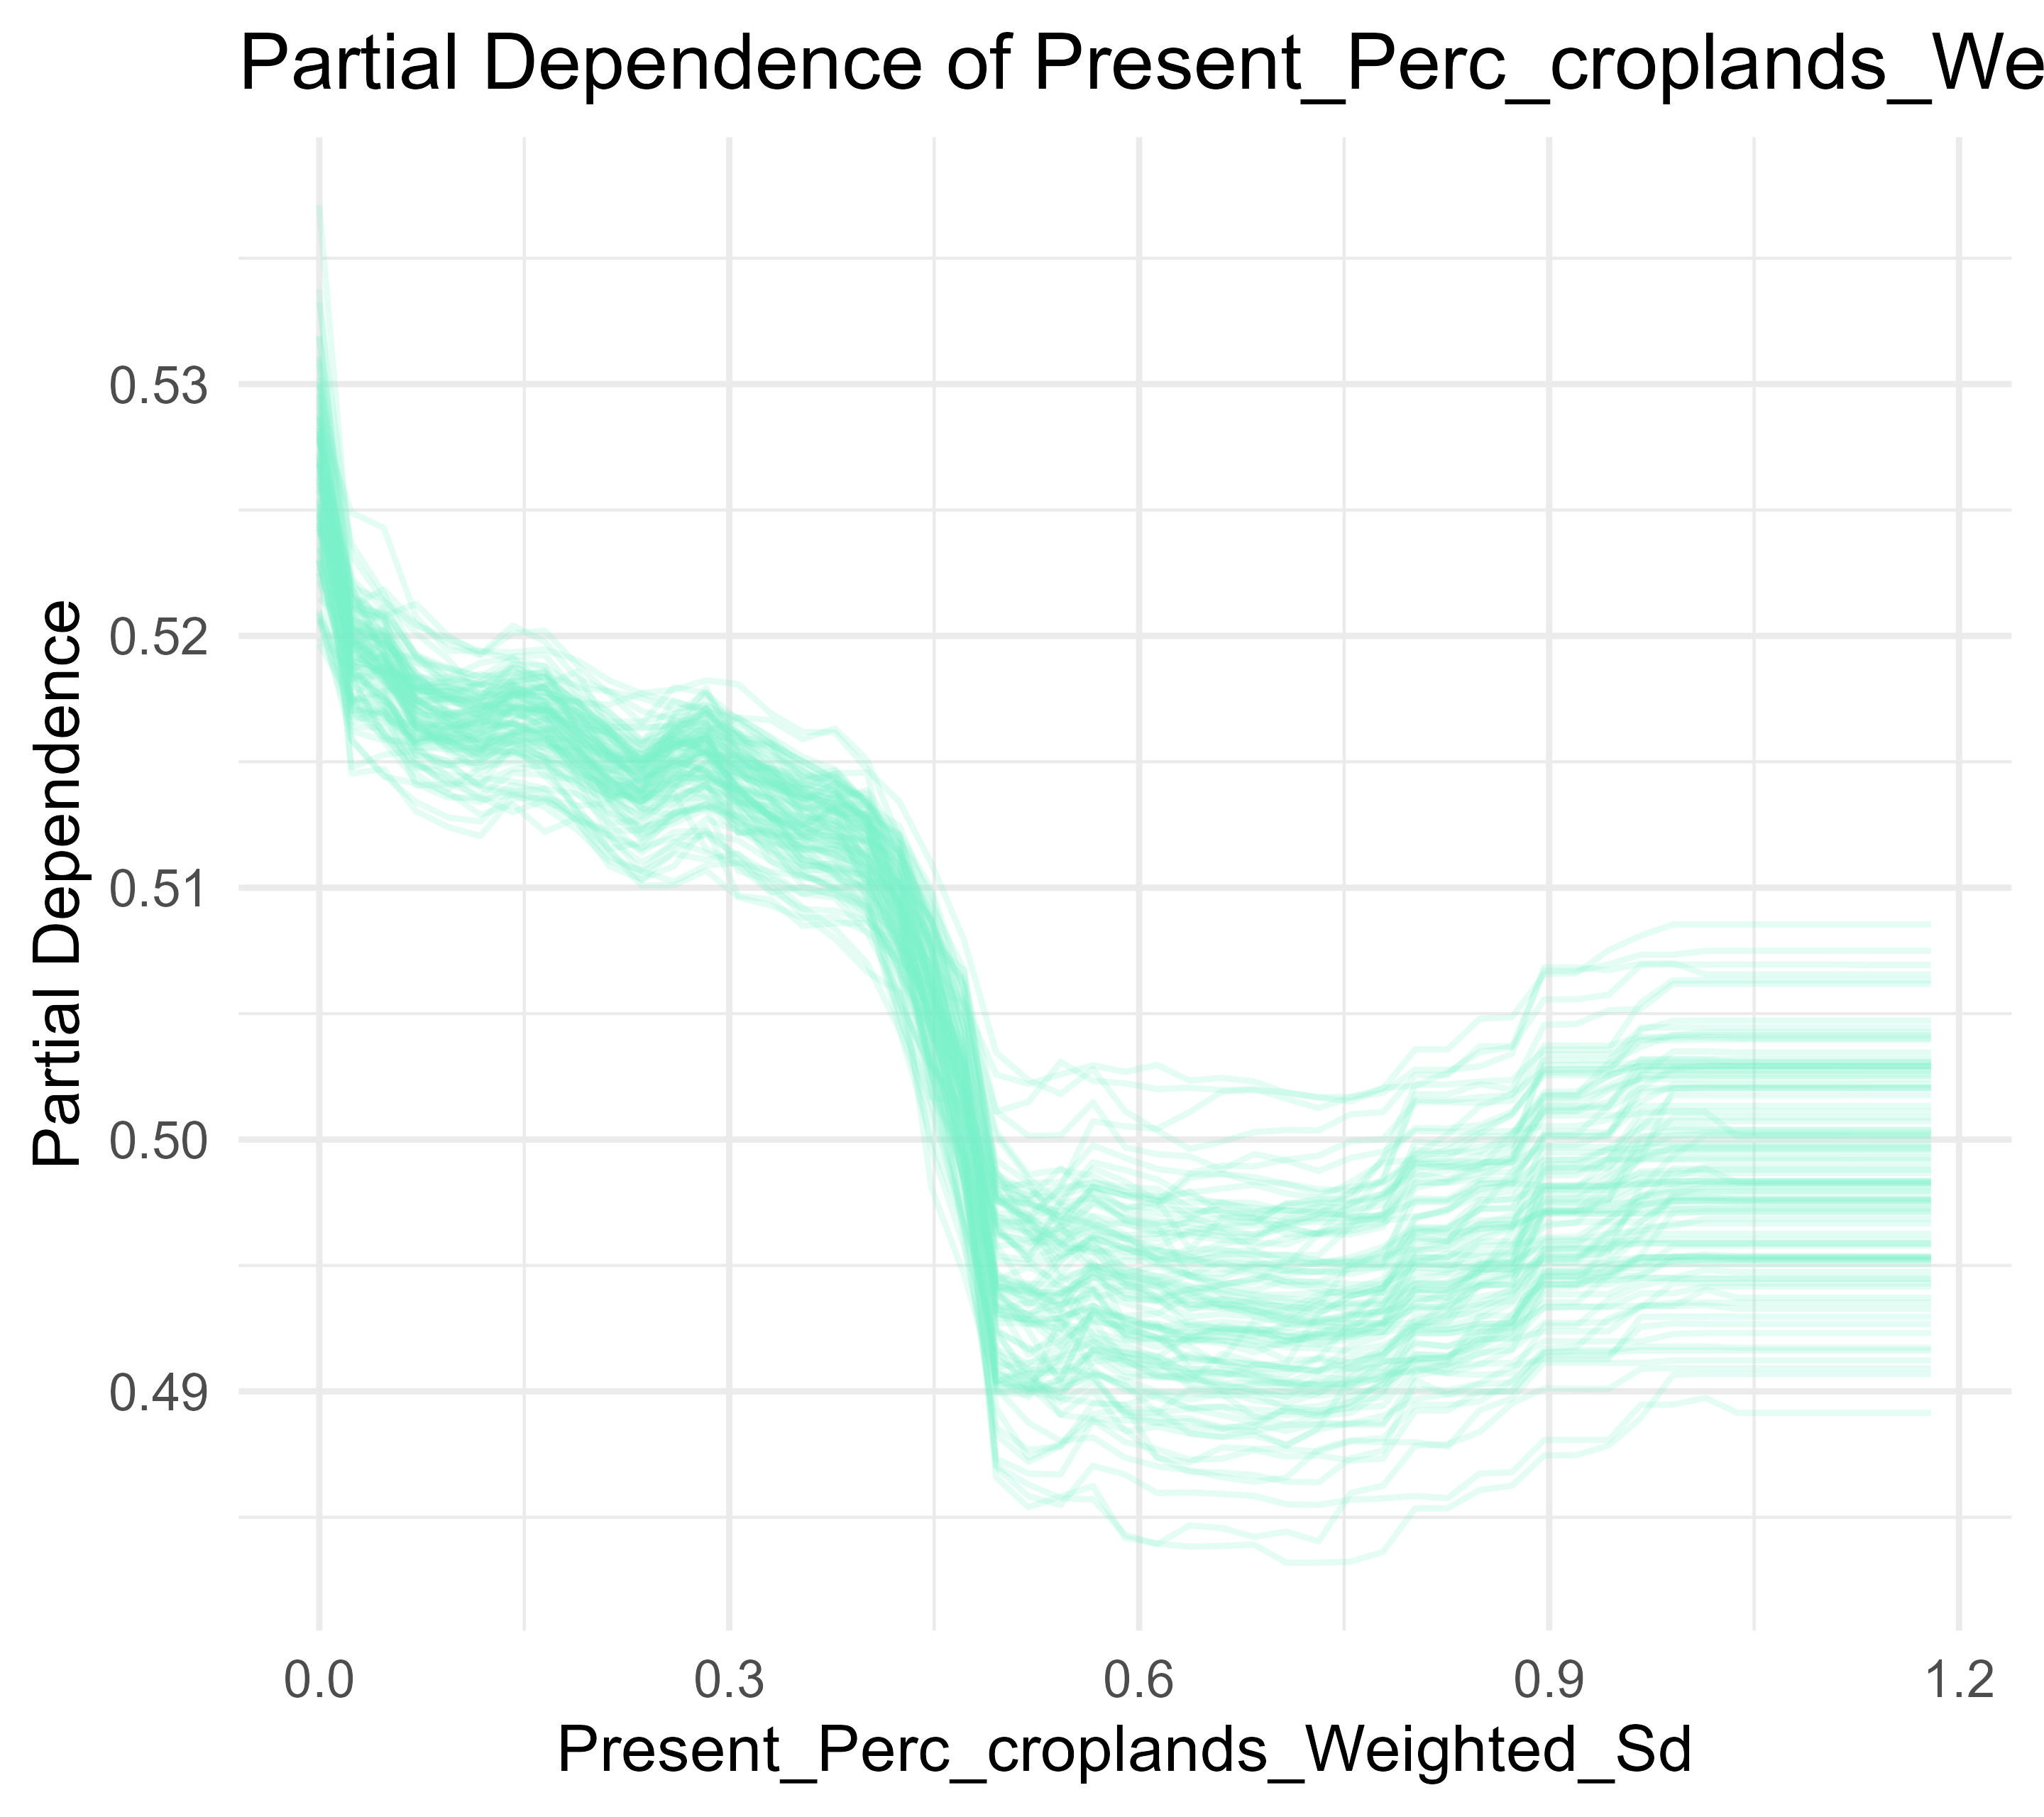 Partial Dependence of Present_Perc_croplands_We
0.53
0.52
0.51
0.50
0.49
Partial Dependence
0.0 0.3 0.6 0.9 1.2
Present_Perc_croplands_Weighted_Sd